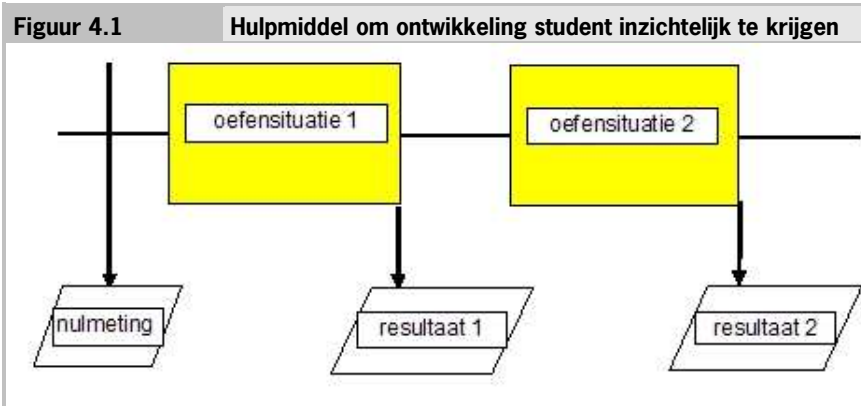 Figuur 4.1 Hulpmiddel om ontwikkeling student inzichtelijk te krijgen
oefensituatie 1
oefensituatie 2
nulmeting
resultaat 1
resultaat 2